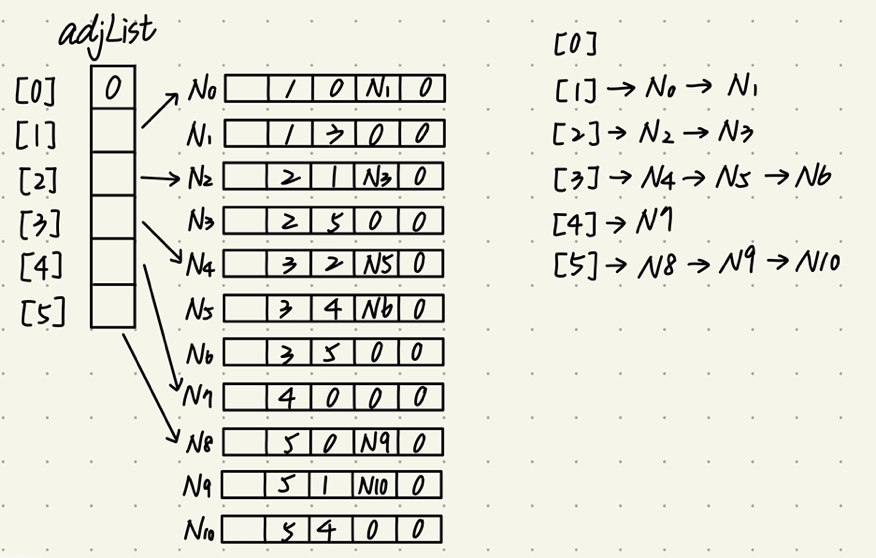 adjList
[0] 0 N0 1 0 N1 0
[1] N1 1 3 0 0
[2] N2 2 1 N3 0
[3] N3 2 5 0 0
[4] N4 3 2 N5 0
[5] N5 3 4 N6 0
N6 3 5 0 0
N7 4 0 0 0
N8 5 0 N9 0
N9 5 1 N10 0
N10 5 4 0 0
[0]
[1] → N0 → N1
[2] → N2 → N3
[3] → N4 → N5 → N6
[4] → N7
[5] → N8 → N9 → N10